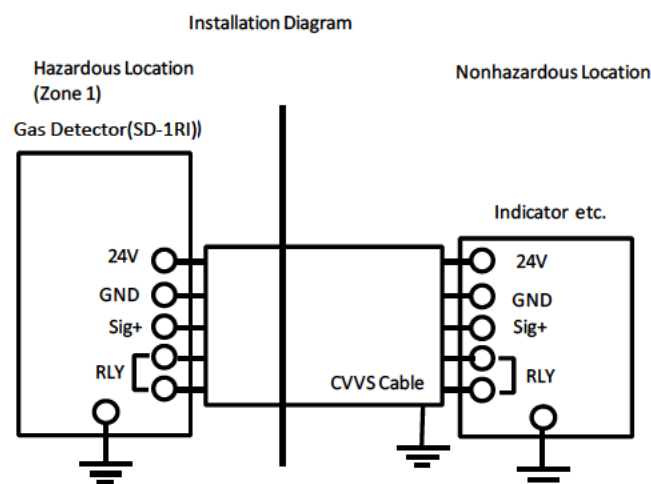 Installation Diagram
Hazardous Location
(Zone 1)
Nonhazardous Location
Gas Detector(SD-1RI))
Indicator etc.
24V
GND
Sig+
RLY
CVVS Cable
24V
GND
Sig+
RLY